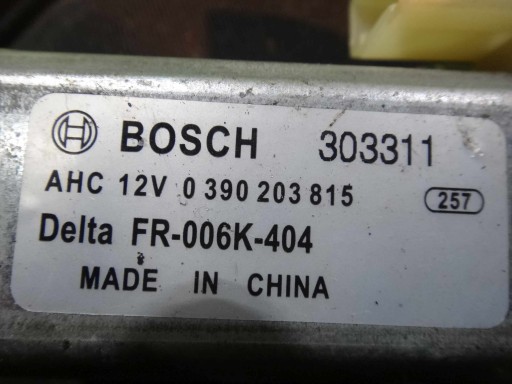 BOSCH 303311
AHC 12V 0 390 203 815 257
Delta FR-006K-404
MADE IN CHINA